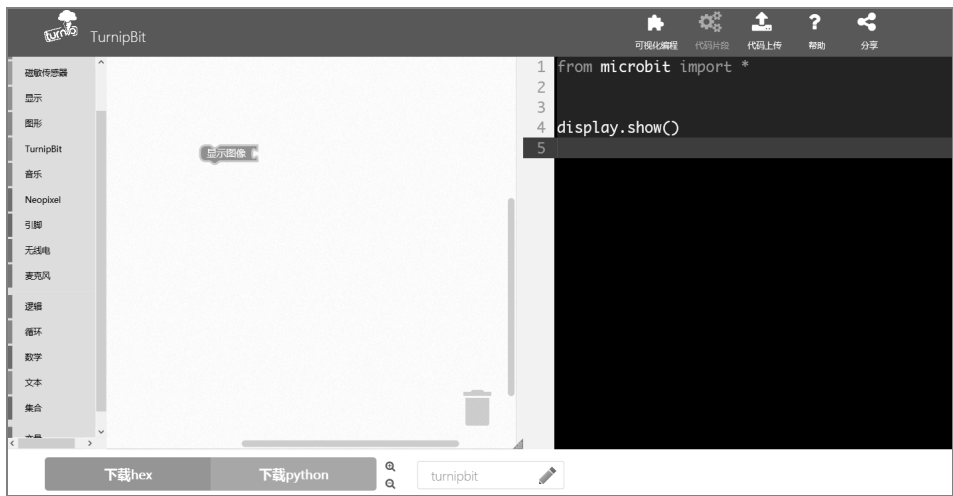 turnip
TurnipBit
可视化编程
代码片段
代码上传
帮助
分享
磁敏传感器
显示
图形
TurnipBit
音乐
Neopixel
引脚
无线电
麦克风
逻辑
循环
数学
文本
集合
显示图像
1 from microbit import *
2
3
4 display.show()
5
下载hex
下载python
turnipbit